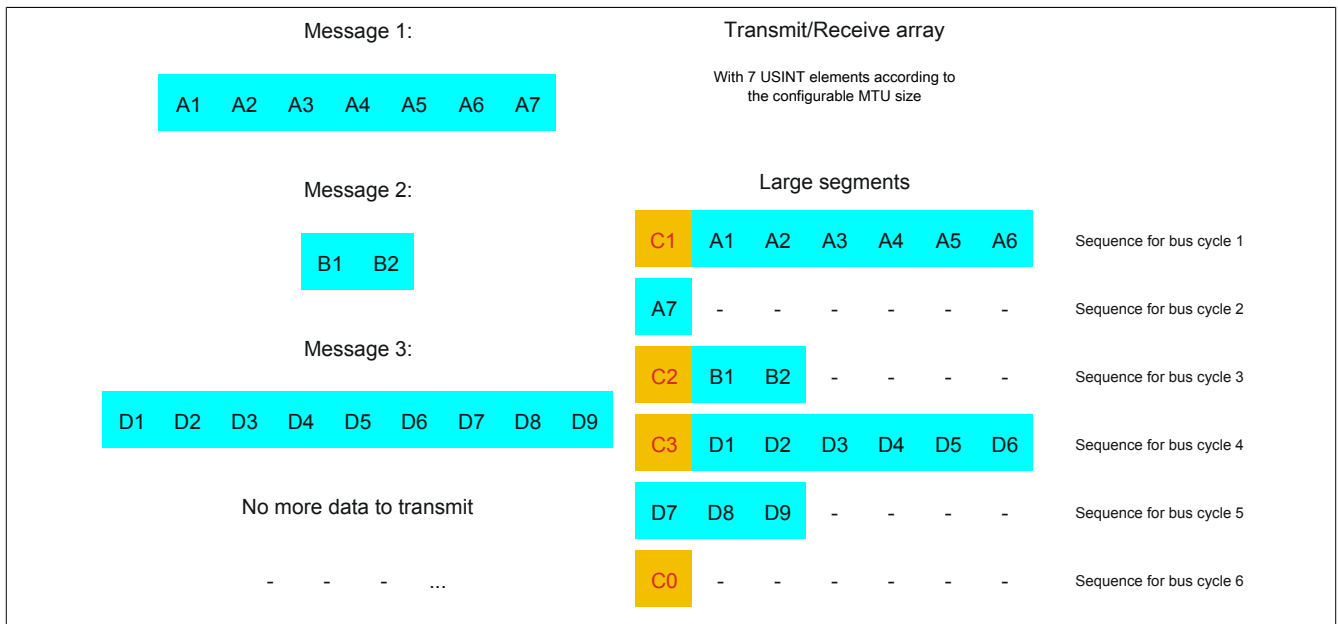 Message 1:
A1 A2 A3 A4 A5 A6 A7
Message 2:
B1 B2
Message 3:
D1 D2 D3 D4 D5 D6 D7 D8 D9
No more data to transmit
- - - ...
Transmit/Receive array
With 7 USINT elements according to
the configurable MTU size
Large segments
C1 A1 A2 A3 A4 A5 A6 Sequence for bus cycle 1
A7 - - - - - - Sequence for bus cycle 2
C2 B1 B2 - - - - Sequence for bus cycle 3
C3 D1 D2 D3 D4 D5 D6 Sequence for bus cycle 4
D7 D8 D9 - - - - Sequence for bus cycle 5
C0 - - - - - - Sequence for bus cycle 6